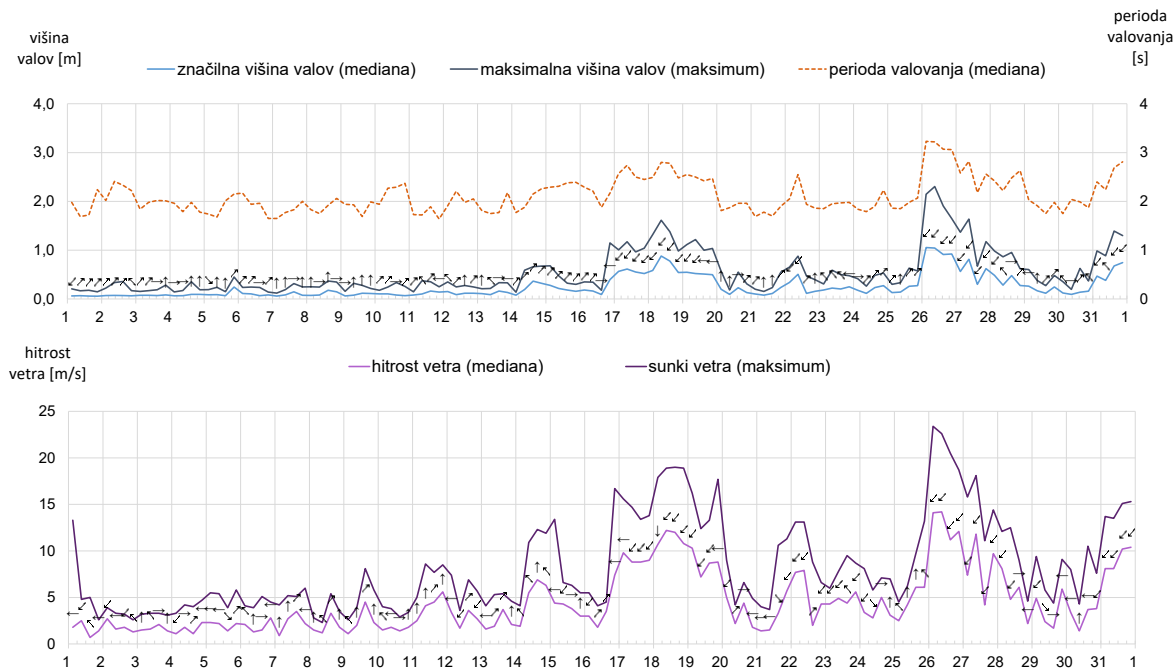 višina
valov [m]
perioda
valovanja
[s]
značilna višina valov (mediana) maksimalna višina valov (maksimum) perioda valovanja (mediana)
4,0 4
3,0 3
2,0 2
1,0 1
0,0 0
1 2 3 4 5 6 7 8 9 10 11 12 13 14 15 16 17 18 19 20 21 22 23 24 25 26 27 28 29 30 31 1
hitrost
vetra [m/s]
hitrost vetra (mediana) sunki vetra (maksimum)
25
20
15
10
5
0
1 2 3 4 5 6 7 8 9 10 11 12 13 14 15 16 17 18 19 20 21 22 23 24 25 26 27 28 29 30 31 1